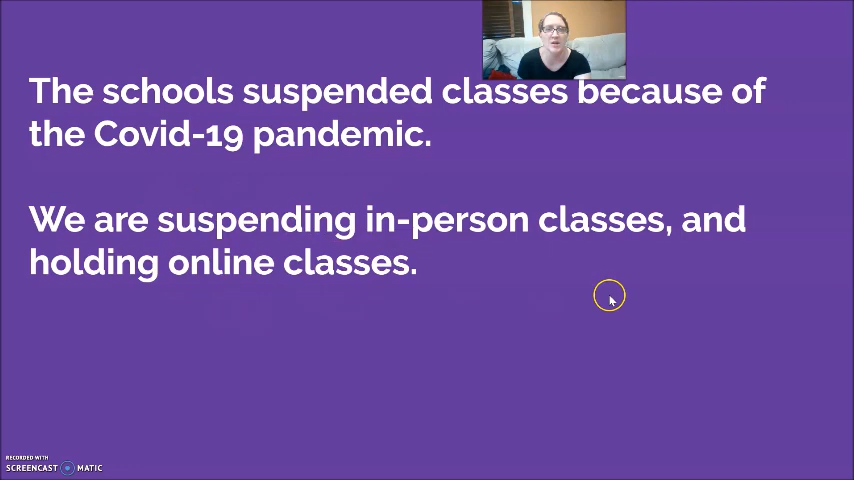 The schools suspended classes because of
the Covid-19 pandemic.
We are suspending in-person classes, and
holding online classes.
RECORDED WITH
SCREENCAST MATIC